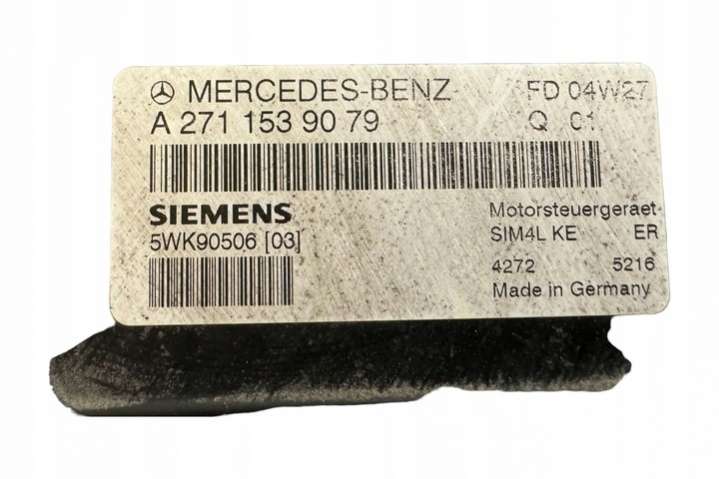 MERCEDES-BENZ FD 04W27
A 271 153 90 79 Q 01
SIEMENS Motorsteuergeraet
5WK90506 [03] SIM4L KE ER
4272 5216
Made in Germany